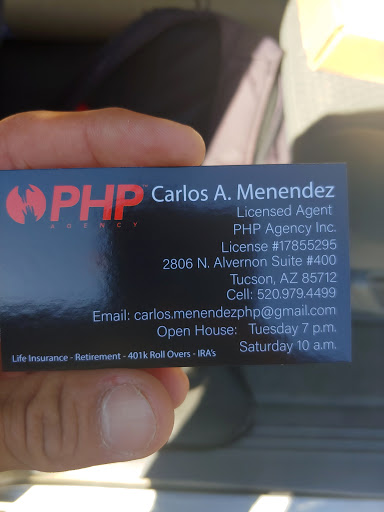 PHP
AGENCY
Carlos A. Menendez
Licensed Agent
PHP Agency Inc.
License #17855295
2806 N. Alvernon Suite #400
Tucson, AZ 85712
Cell: 520.979.4499
Email: carlos.menendezphp@gmail.com
Open House: Tuesday 7 p.m.
Saturday 10 a.m.
Life Insurance - Retirement - 401k Roll Overs - IRA's